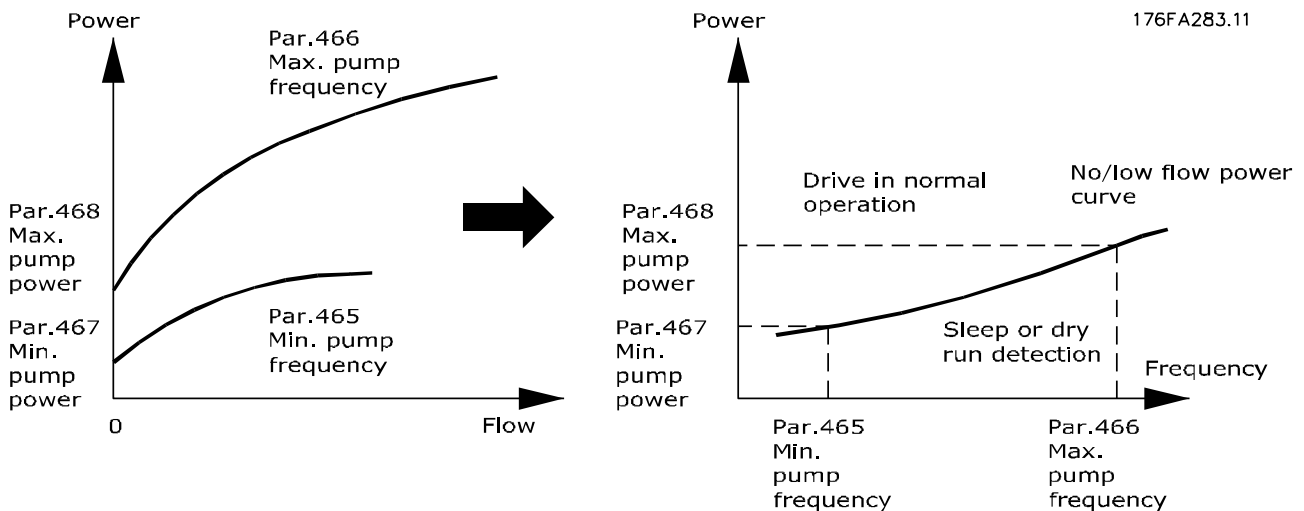 Power
Par.466
Max. pump
frequency
Par.468
Max.
pump
power
Par.467
Min.
pump
power
Par.465
Min. pump
frequency
0
Flow
Power
176FA283.11
Drive in normal
operation
No/low flow power
curve
Par.468
Max.
pump
power
Par.467
Min.
pump
power
Sleep or dry
run detection
Frequency
Par.465
Min.
pump
frequency
Par.466
Max.
pump
frequency